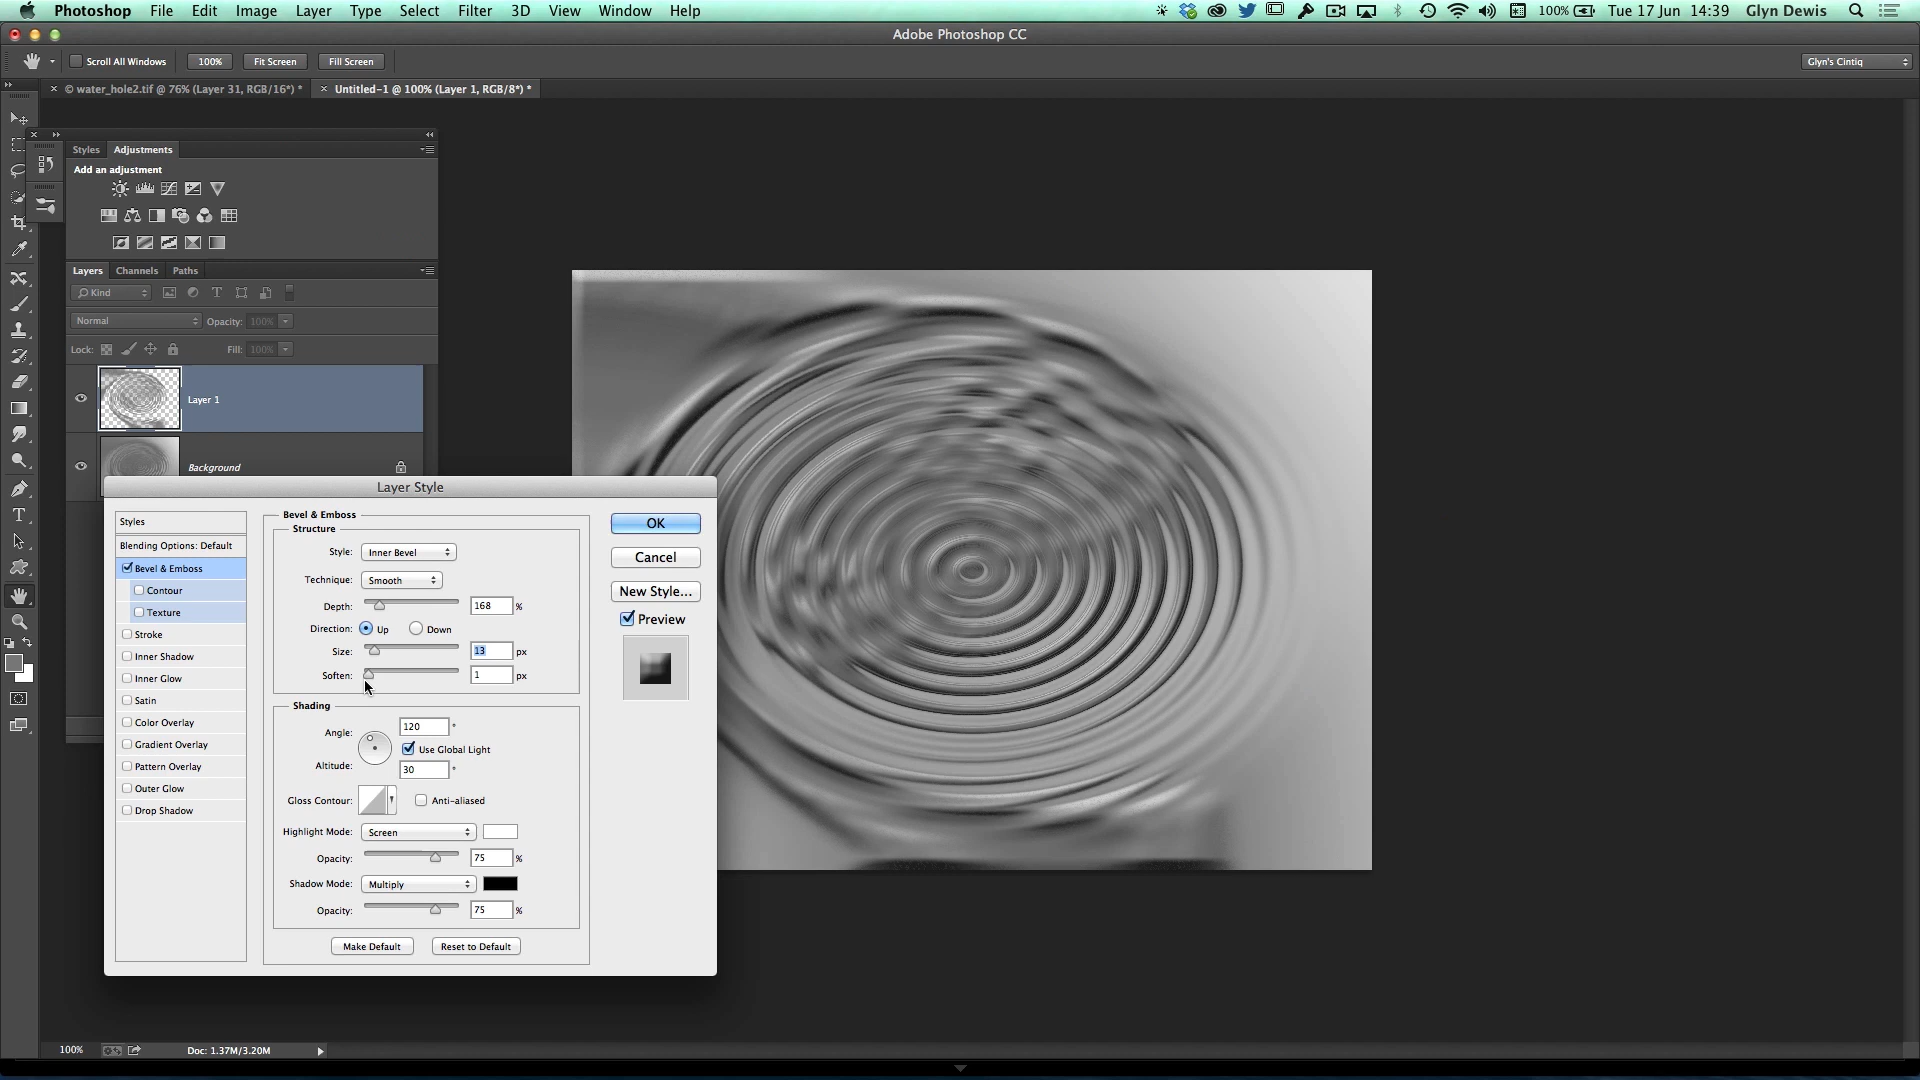 Photoshop File Edit Image Layer Type Select Filter 3D View Window Help 100% Tue 17 Jun 14:39 Glyn Dewis
Adobe Photoshop CC
Scroll All Windows 100% Fit Screen Fill Screen Glyn's Cintiq
© water_hole2.tif @ 76% (Layer 31, RGB/16*) * Untitled-1 @ 100% (Layer 1, RGB/8*) *
Styles Adjustments
Add an adjustment
Layers Channels Paths
Kind
Normal Opacity: 100%
Lock: Fill: 100%
Layer 1
Background
Layer Style
Styles
Blending Options: Default
Bevel & Emboss
Contour
Texture
Stroke
Inner Shadow
Inner Glow
Satin
Color Overlay
Gradient Overlay
Pattern Overlay
Outer Glow
Drop Shadow
Bevel & Emboss
Structure
Style: Inner Bevel
Technique: Smooth
Depth: 168 %
Direction: Up Down
Size: 13 px
Soften: 1 px
Shading
Angle: 120 °
Use Global Light
Altitude: 30 °
Gloss Contour: Anti-aliased
Highlight Mode: Screen
Opacity: 75 %
Shadow Mode: Multiply
Opacity: 75 %
Make Default Reset to Default
OK
Cancel
New Style...
Preview
100% Doc: 1.37M/3.20M